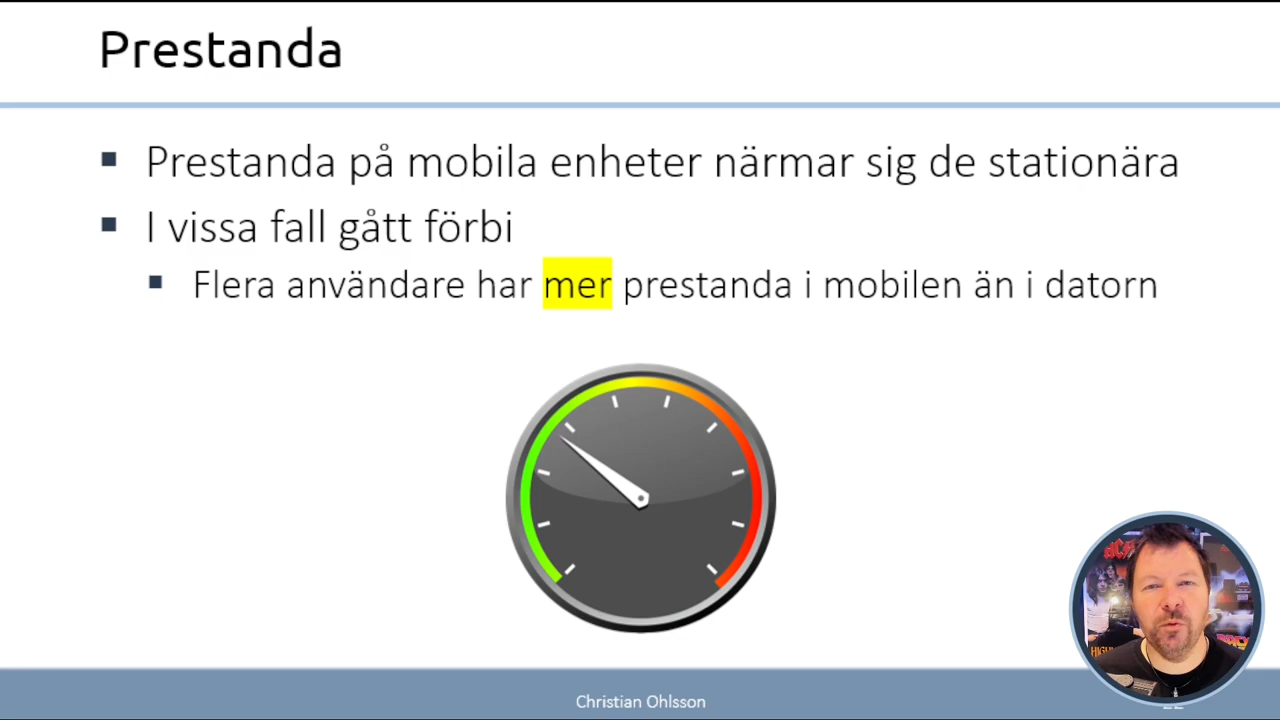 Prestanda
Prestanda på mobila enheter närmar sig de stationära
I vissa fall gått förbi
Flera användare har mer prestanda i mobilen än i datorn
Christian Ohlsson